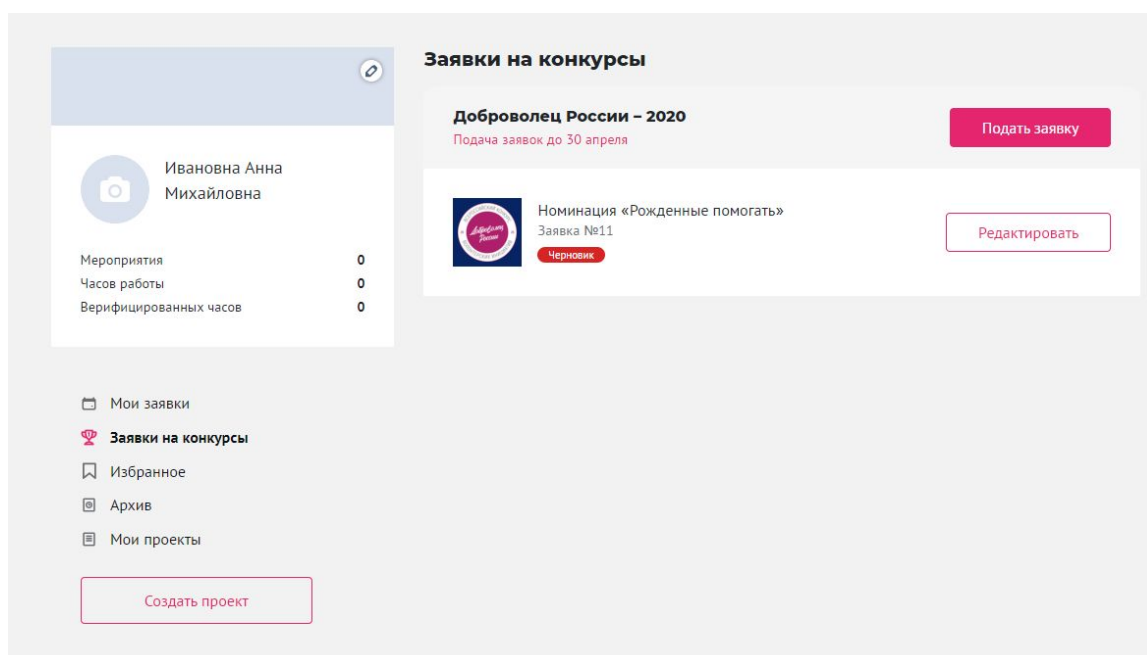 Ивановна Анна
Михайловна
Мероприятия 0
Часов работы 0
Верифицированных часов 0
Мои заявки
Заявки на конкурсы
Избранное
Архив
Мои проекты
Создать проект
Заявки на конкурсы
Доброволец России – 2020
Подача заявок до 30 апреля
Подать заявку
Доброволец
России
Номинация «Рожденные помогать»
Заявка №11
Черновик
Редактировать